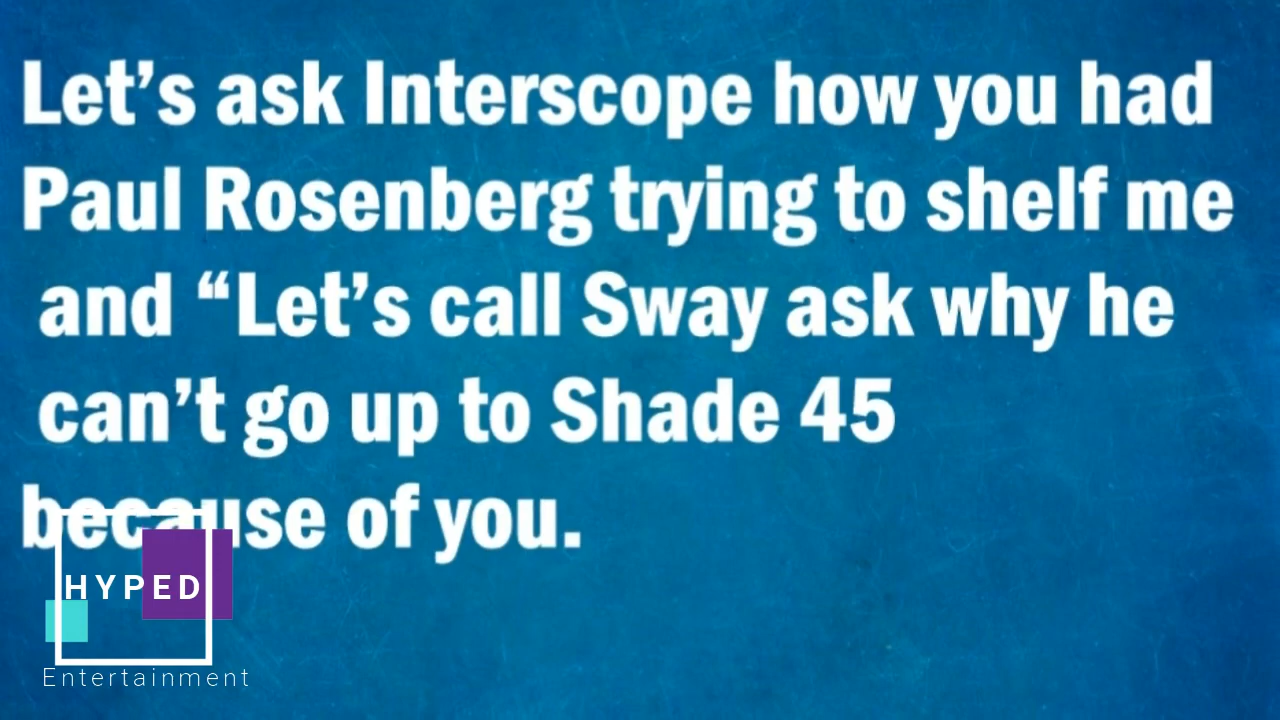 Let’s ask Interscope how you had
Paul Rosenberg trying to shelf me
and “Let’s call Sway ask why he
can’t go up to Shade 45
because of you.
HYPED
Entertainment